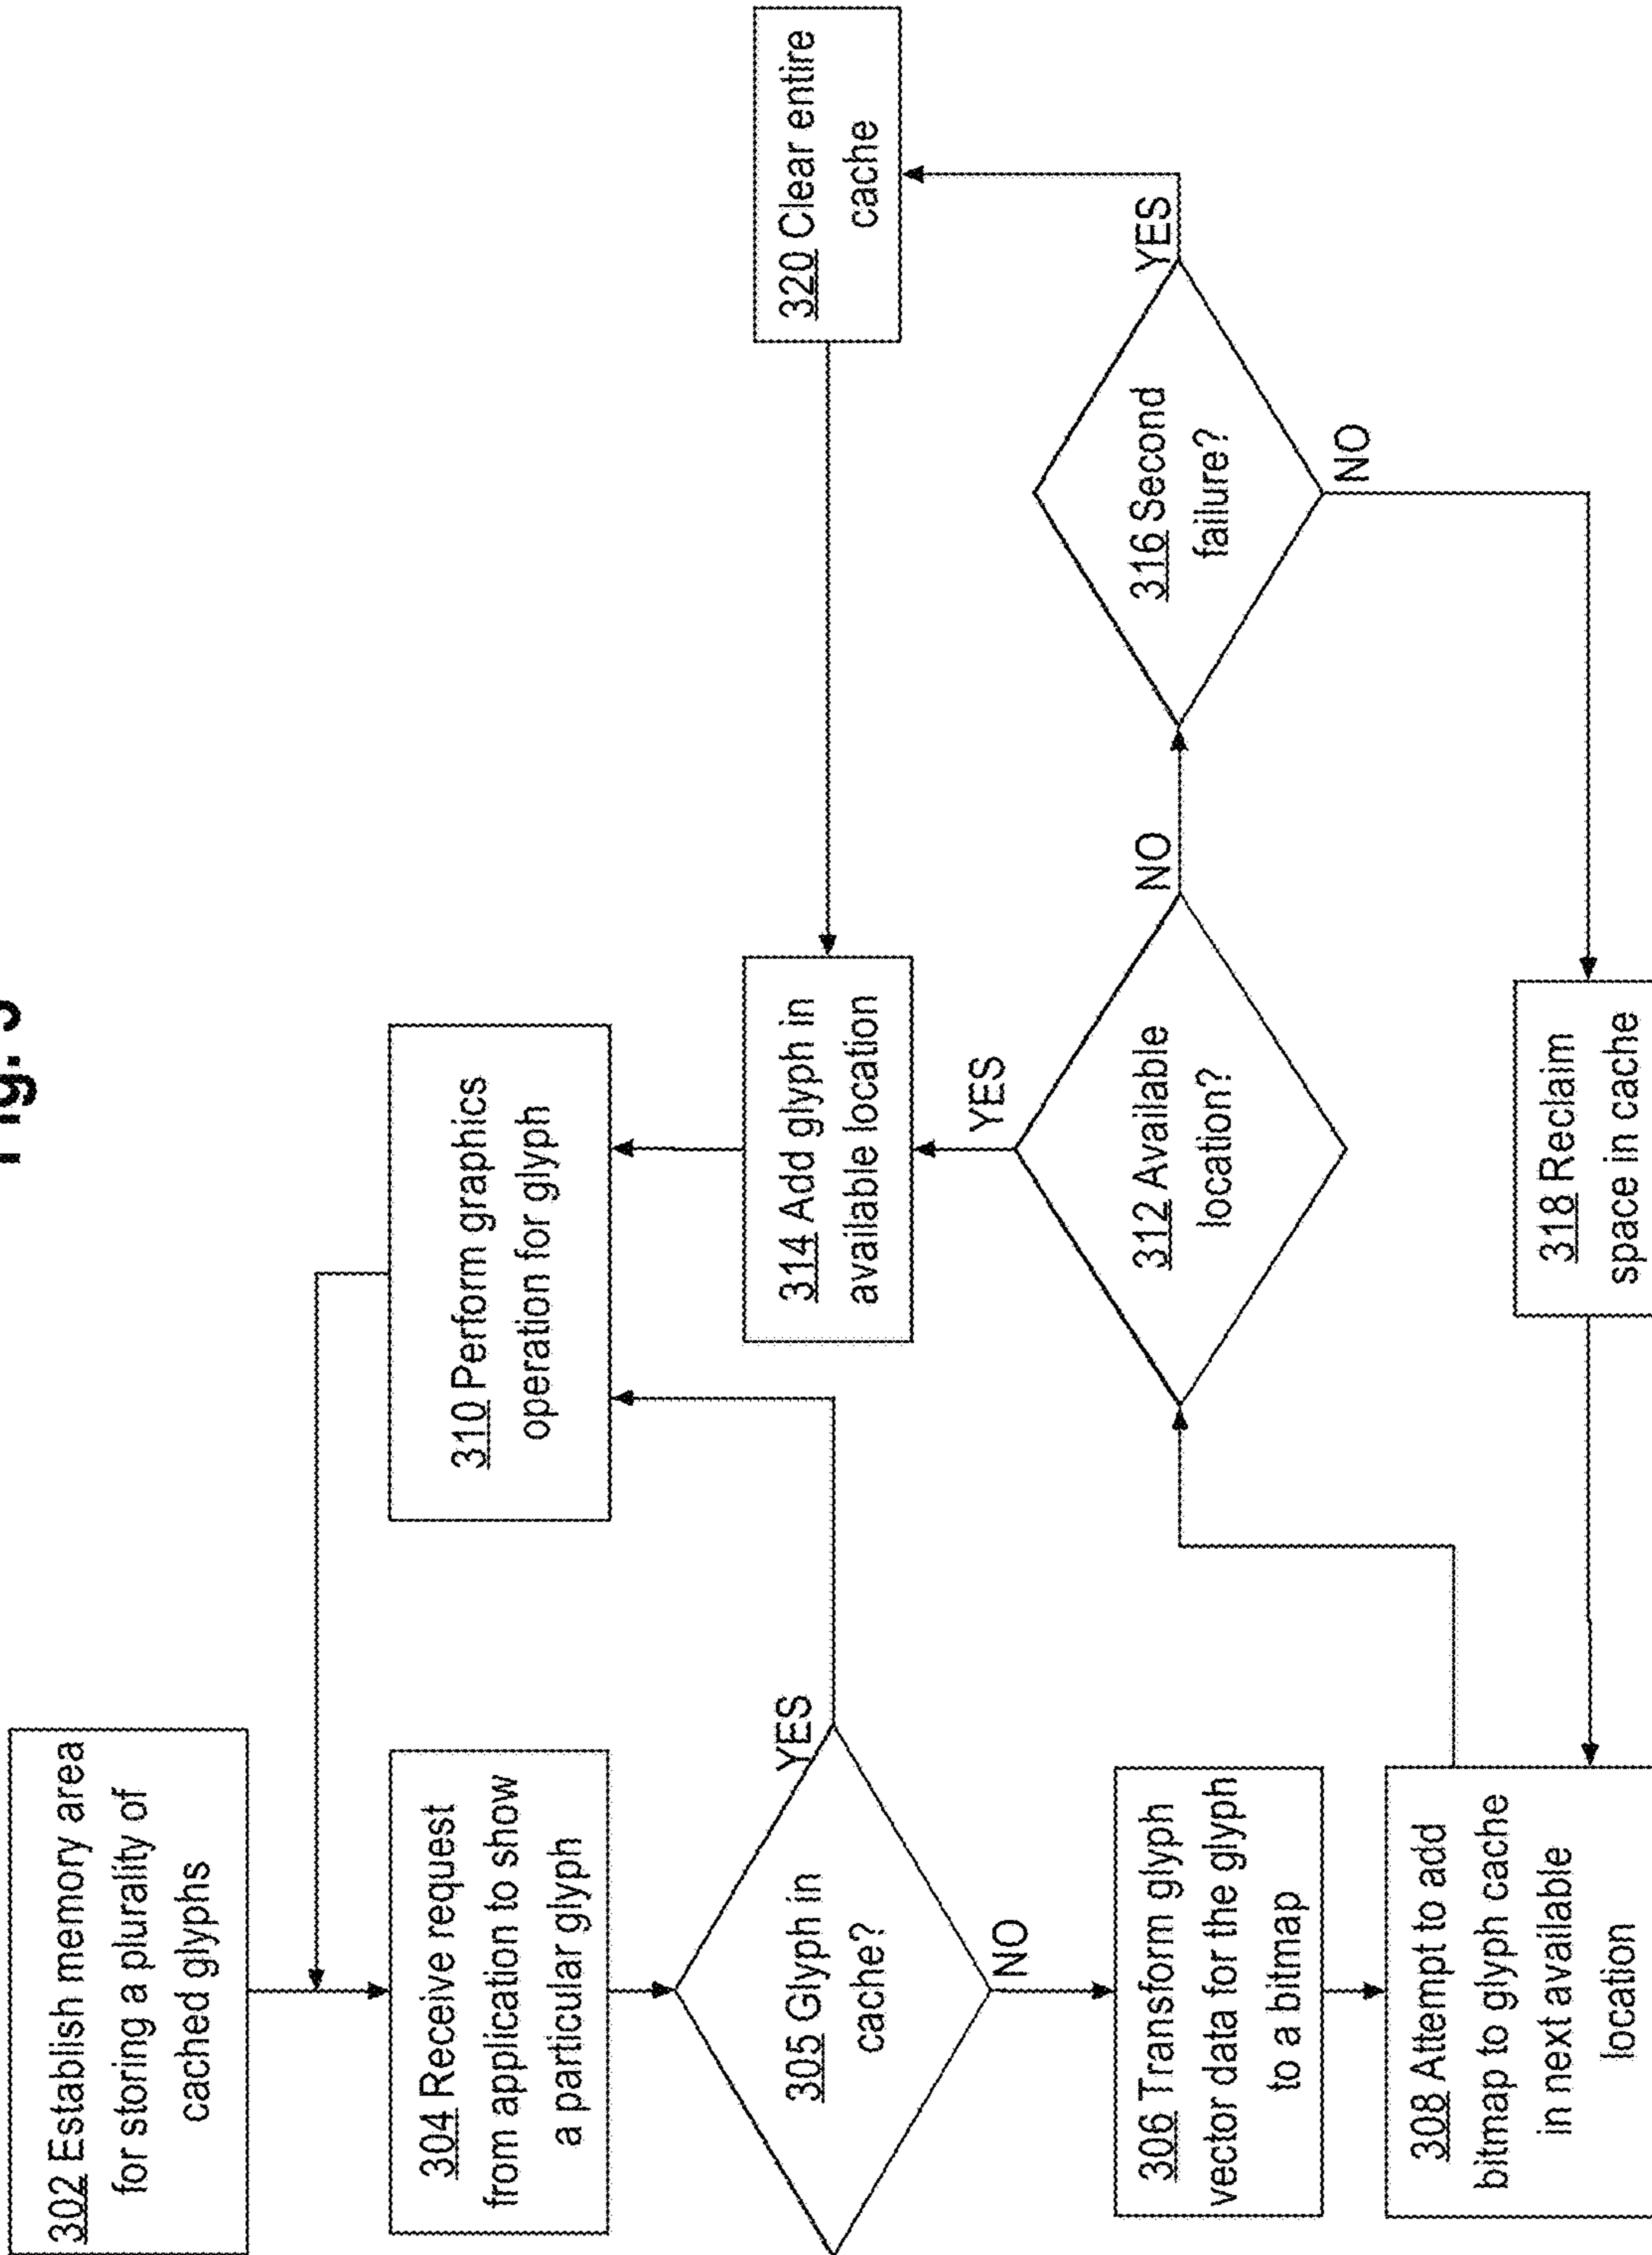 Fig. 3
302 Establish memory area
for storing a plurality of
cached glyphs
304 Receive request
from application to show
a particular glyph
305 Glyph in
cache?
YES
NO
306 Transform glyph
vector data for the glyph
to a bitmap
308 Attempt to add
bitmap to glyph cache
in next available
location
310 Perform graphics
operation for glyph
314 Add glyph in
available location
YES
312 Available
location?
NO
318 Reclaim
space in cache
320 Clear entire
cache
YES
316 Second
failure?
NO